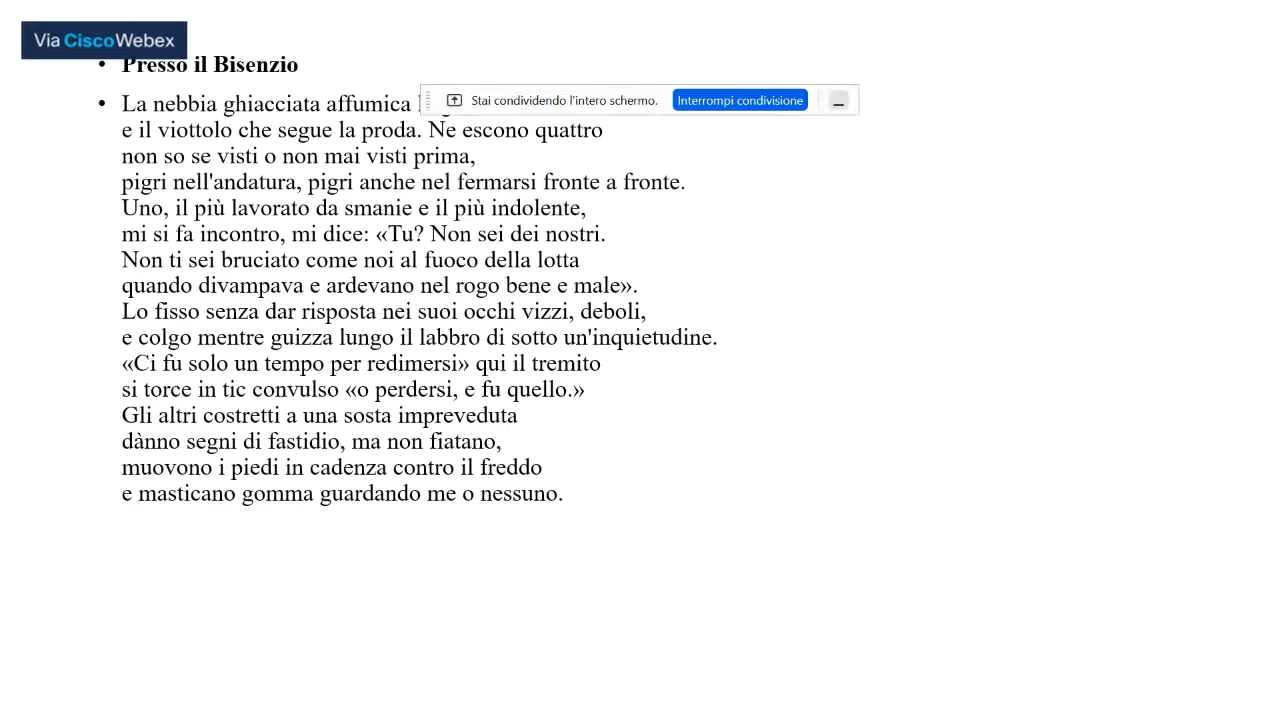 Via CiscoWebex
• Presso il Bisenzio
Stai condividendo l'intero schermo. Interrompi condivisione
• La nebbia ghiacciata affumica
e il viottolo che segue la proda. Ne escono quattro
non so se visti o non mai visti prima,
pigri nell'andatura, pigri anche nel fermarsi fronte a fronte.
Uno, il più lavorato da smanie e il più indolente,
mi si fa incontro, mi dice: «Tu? Non sei dei nostri.
Non ti sei bruciato come noi al fuoco della lotta
quando divampava e ardevano nel rogo bene e male».
Lo fisso senza dar risposta nei suoi occhi vizzi, deboli,
e colgo mentre guizza lungo il labbro di sotto un'inquietudine.
«Ci fu solo un tempo per redimersi» qui il tremito
si torce in tic convulso «o perdersi, e fu quello.»
Gli altri costretti a una sosta impreveduta
dànno segni di fastidio, ma non fiatano,
muovono i piedi in cadenza contro il freddo
e masticano gomma guardando me o nessuno.